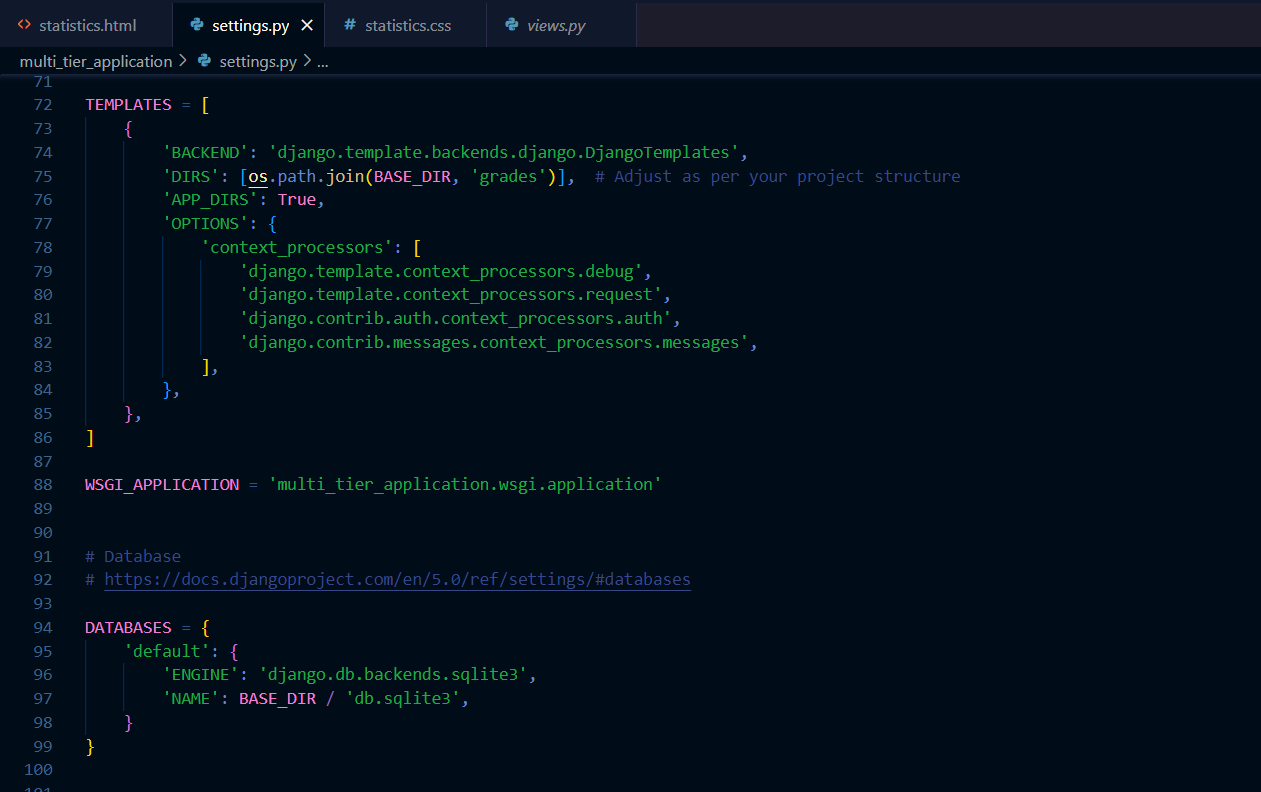 statistics.html settings.py statistics.css views.py
multi_tier_application > settings.py > ...
71
72 TEMPLATES = [
73     {
74         'BACKEND': 'django.template.backends.django.DjangoTemplates',
75         'DIRS': [os.path.join(BASE_DIR, 'grades')],  # Adjust as per your project structure
76         'APP_DIRS': True,
77         'OPTIONS': {
78             'context_processors': [
79                 'django.template.context_processors.debug',
80                 'django.template.context_processors.request',
81                 'django.contrib.auth.context_processors.auth',
82                 'django.contrib.messages.context_processors.messages',
83             ],
84         },
85     },
86 ]
87
88 WSGI_APPLICATION = 'multi_tier_application.wsgi.application'
89
90
91 # Database
92 # https://docs.djangoproject.com/en/5.0/ref/settings/#databases
93
94 DATABASES = {
95     'default': {
96         'ENGINE': 'django.db.backends.sqlite3',
97         'NAME': BASE_DIR / 'db.sqlite3',
98     }
99 }
100
101